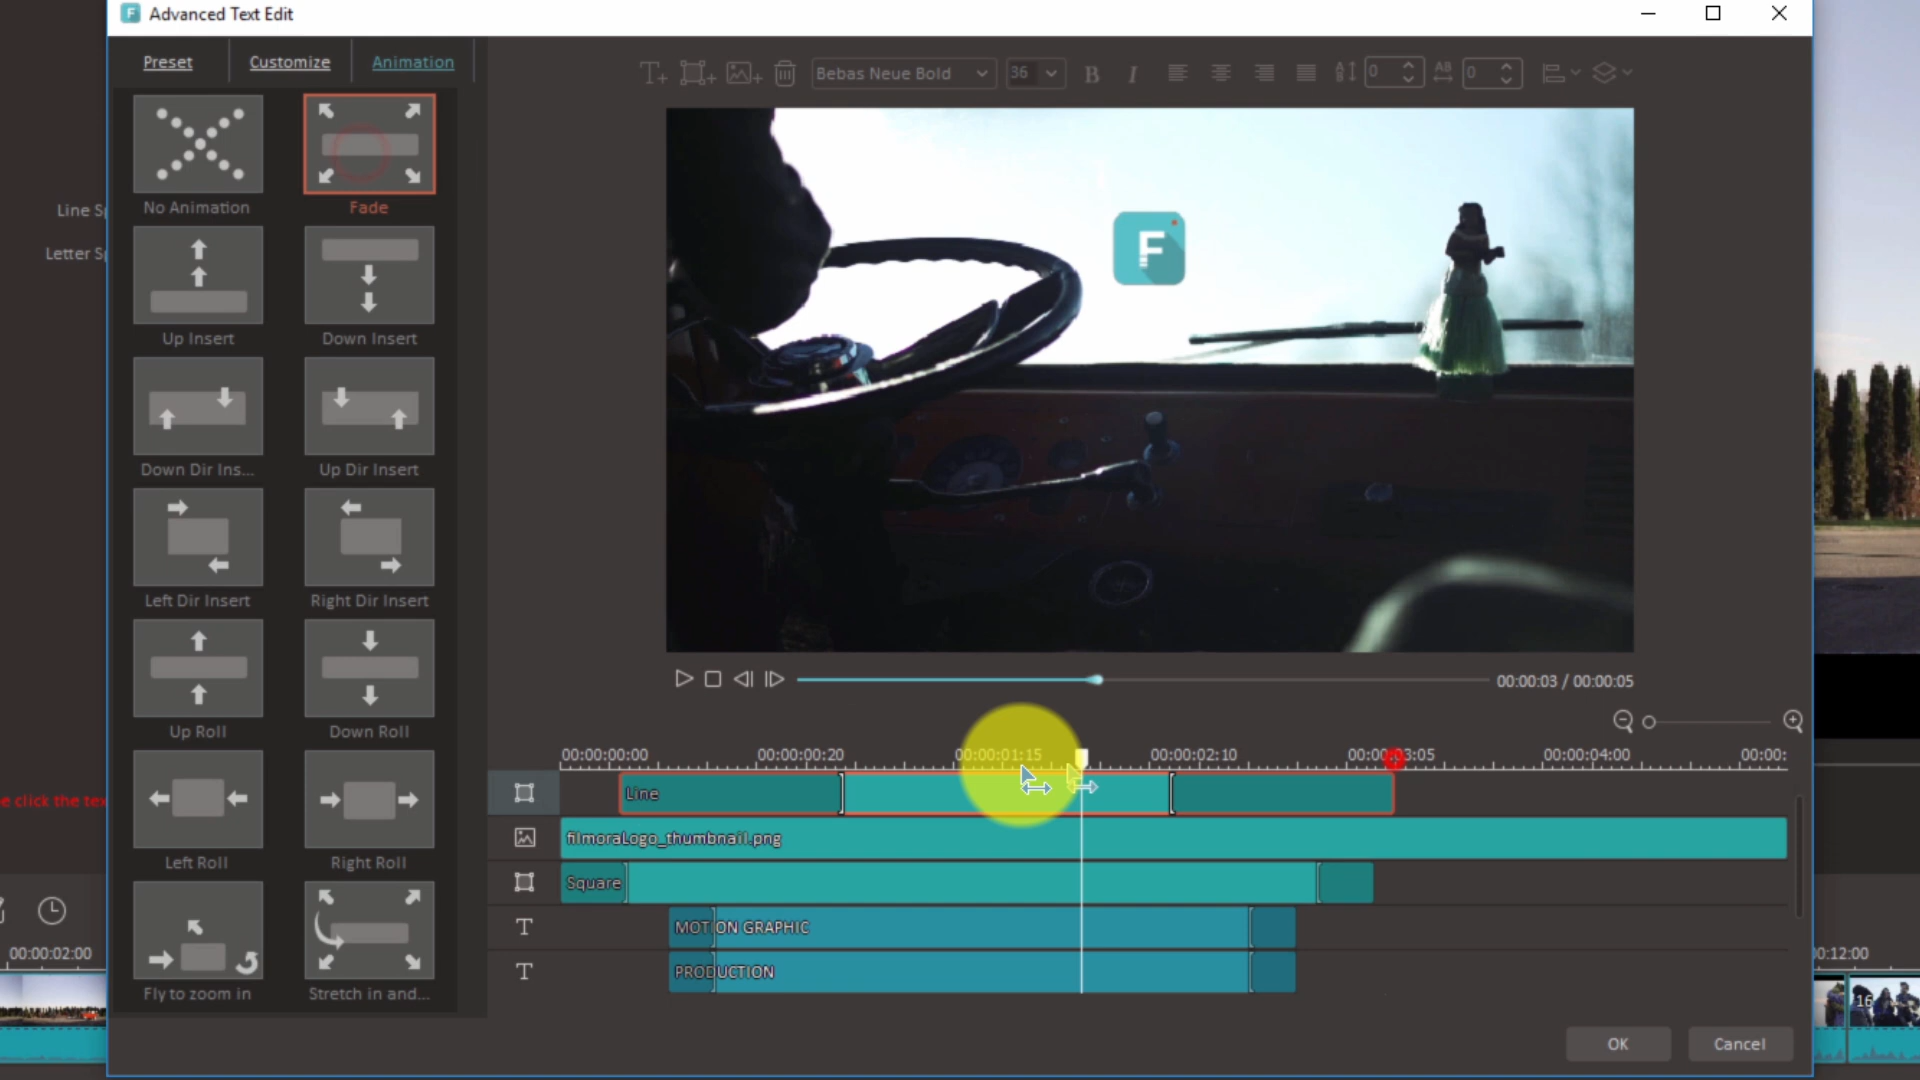 Advanced Text Edit
Preset
Customize
Animation
Bebas Neue Bold
36
B
I
0
AB
0
No Animation
Fade
Line Sp
Up Insert
Down Insert
Letter Sp
F
Down Dir Ins...
Up Dir Insert
Left Dir Insert
Right Dir Insert
Up Roll
Down Roll
00:00:03 / 00:00:05
00:00:00:00
00:00:00:20
00:00:01:15
00:00:02:10
00:00:03:05
00:00:04:00
00:00:
Line
e click the tex
filmoraLogo_thumbnail.png
Left Roll
Right Roll
Square
MOTION GRAPHIC
00:00:02:00
0:12:00
PRODUCTION
Fly to zoom in
Stretch in and...
16
OK
Cancel